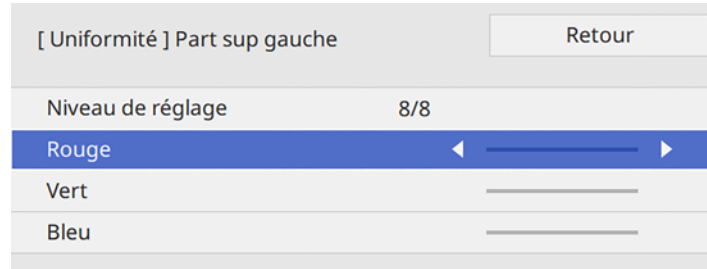 [ Uniformité ] Part sup gauche
Retour
Niveau de réglage 8/8
Rouge
Vert
Bleu